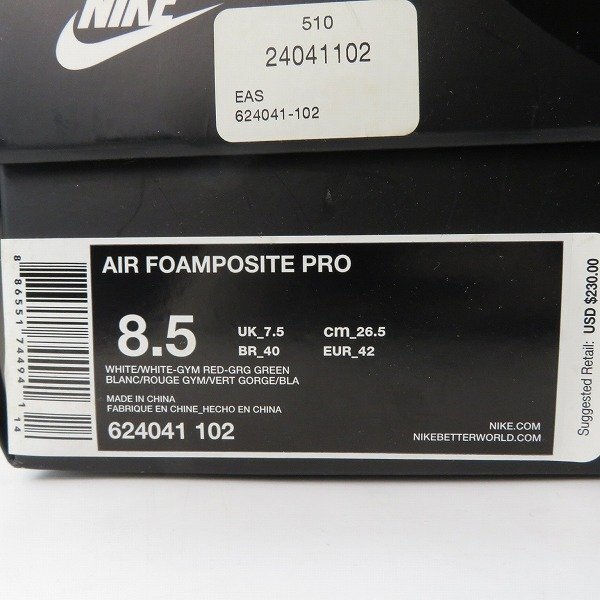 NIKE
510
24041102
EAS
624041-102
AIR FOAMPOSITE PRO
8.5
UK_7.5 cm_26.5
BR_40 EUR_42
WHITE/WHITE-GYM RED-GRG GREEN
BLANC/ROUGE GYM/VERT GORGE/BLA
MADE IN CHINA
FABRIQUE EN CHINE_HECHO EN CHINA
624041 102
NIKE.COM
NIKEBETTERWORLD.COM
8 86551 74494 1 14
Suggested Retail: USD $230.00